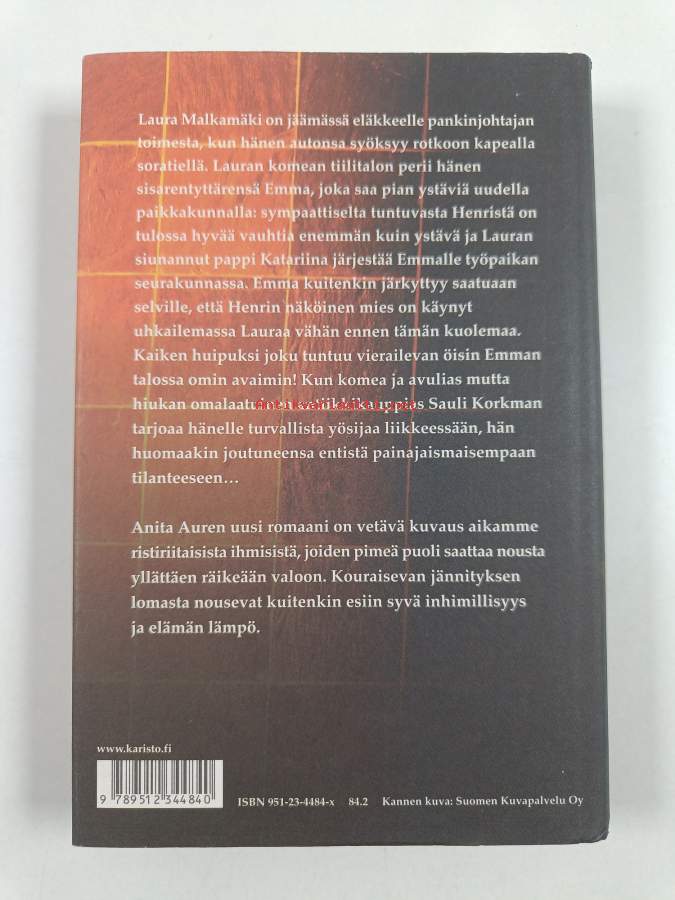 Laura Malkamäki on jäämässä eläkkeelle pankinjohtajan
toimesta, kun hänen autonsa syöksyy rotkoon kapealla
soratiellä. Lauran komean tiilitalon perii hänen
sisarentyttärensä Emma, joka saa pian ystäviä uudella
paikkakunnalla: sympaattiselta tuntuvasta Henristä on
tulossa hyvää vauhtia enemmän kuin ystävä ja Lauran
siunannut pappi Katariina järjestää Emmalle työpaikan
seurakunnassa. Emma kuitenkin järkyttyy saatuaan
selville, että Henrin näköinen mies on käynyt
uhkailemassa Lauraa vähän ennen tämän kuolemaa.
Kaiken huipuksi joku tuntuu vierailevan öisin Emman
talossa omin avaimin! Kun komea ja avulias mutta
hiukan Sauli Korkman
tarjoaa hänelle turvallista yösijaa liikkeessään, hän
huomaakin joutuneensa entistä painajaismaisempaan
tilanteeseen…
Anita Auren uusi romaani on vetävä kuvaus aikamme
ristiriitaisista ihmisistä, joiden pimeä puoli saattaa nousta
yllättäen räikeään valoon. Kouraisevan jännityksen
lomasta nousevat kuitenkin esiin syvä inhimillisyys
ja elämän lämpö.
www.karisto.fi
9 789512 344840
ISBN 951-23-4484-x 84.2 Kannen kuva: Suomen Kuvapalvelu Oy